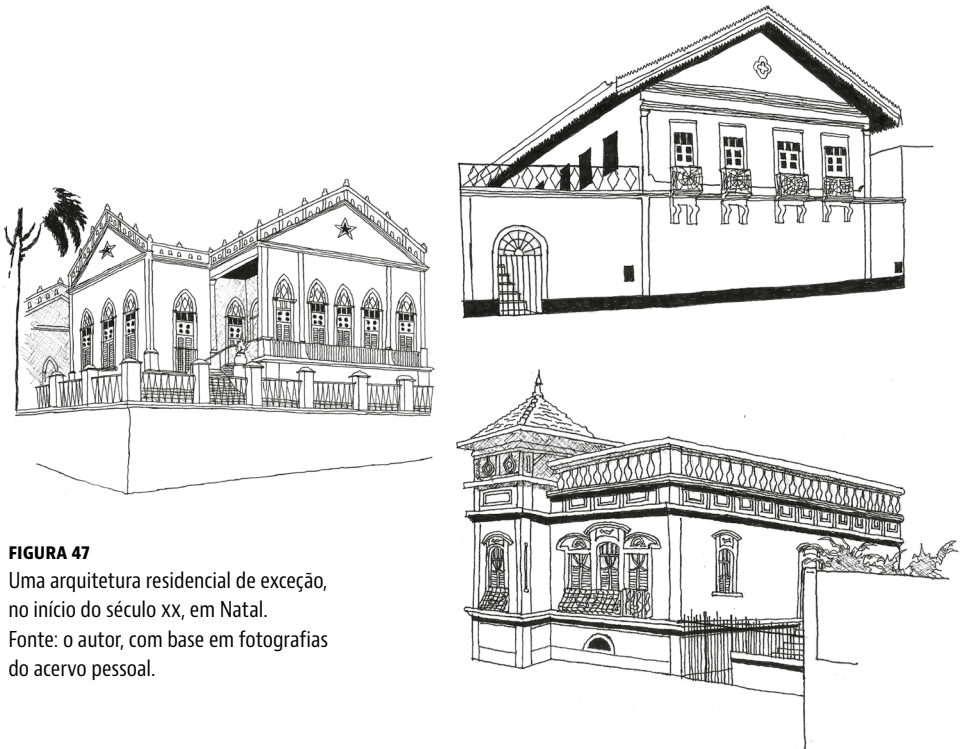 FIGURA 47
Uma arquitetura residencial de exceção,
no início do século XX, em Natal.
Fonte: o autor, com base em fotografias
do acervo pessoal.